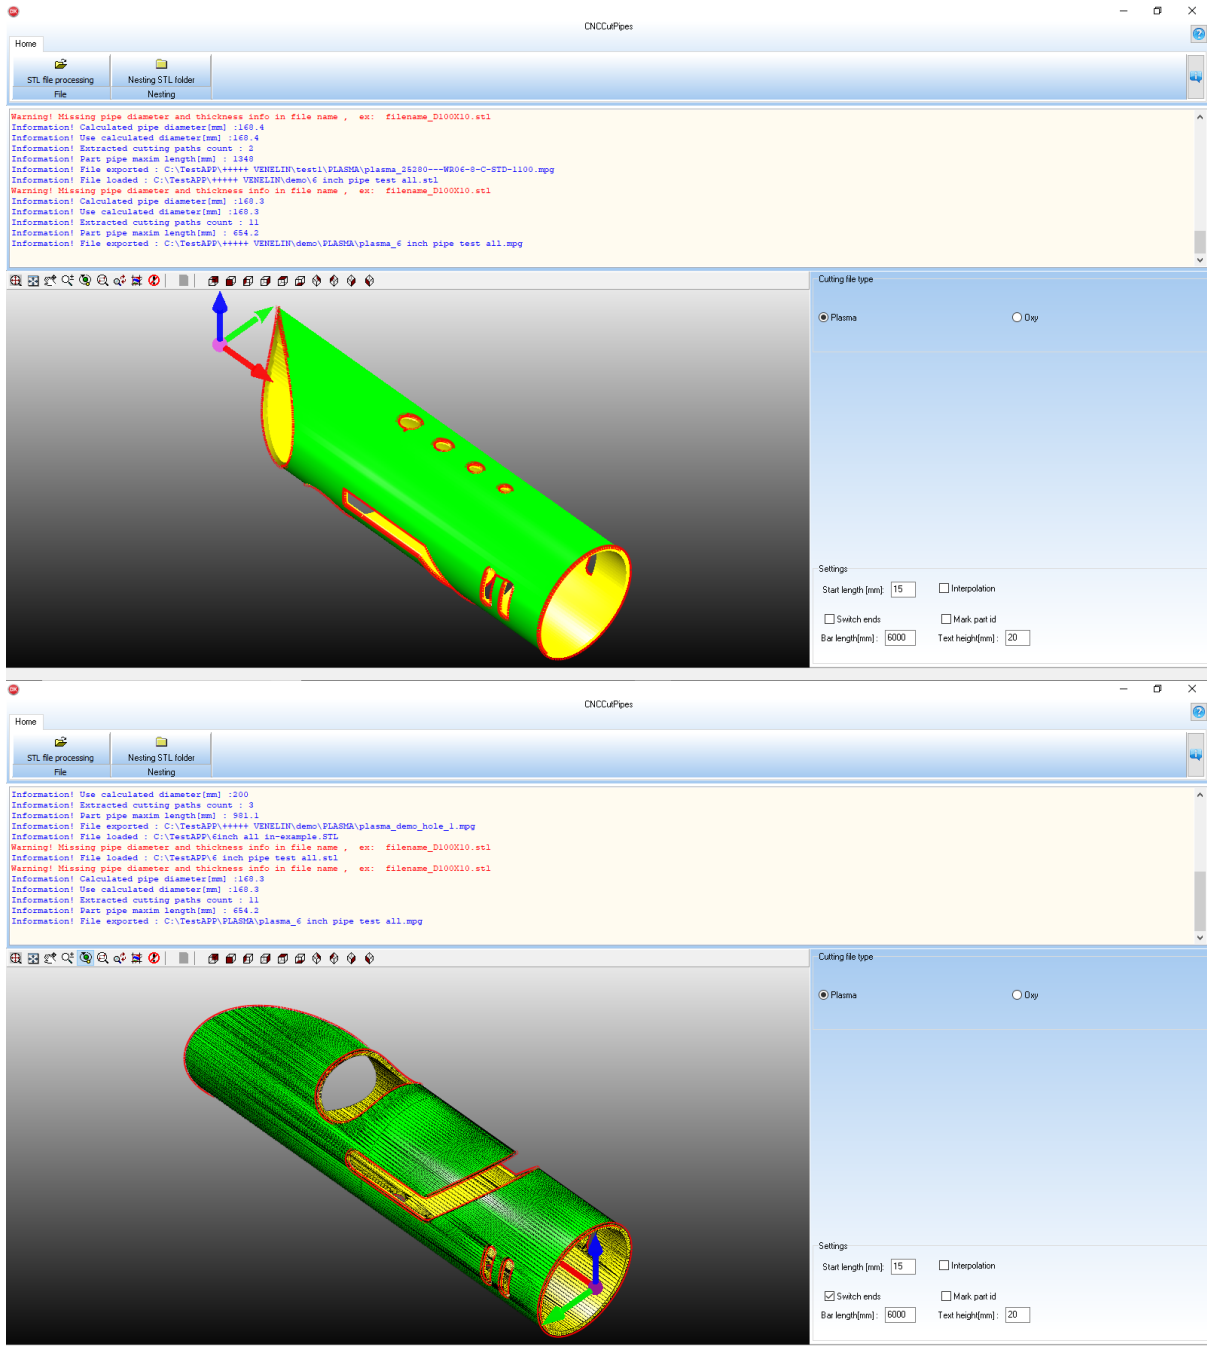 CNCCutPipes
Home
STL file processing
Nesting STL folder
File
Nesting
Warning! Missing pipe diameter and thickness info in file name ,  ex:  filename_D100X10.stl
Information! Calculated pipe diameter[mm] :168.4
Information! Use calculated diameter[mm] :168.4
Information! Extracted cutting paths count : 2
Information! Part pipe maxim length[mm] : 1348
Information! File exported : C:\TestAPP\+++++ VENELIN\test1\PLASMA\plasma_25280---WR06-8-C-STD-1100.mpg
Information! File loaded : C:\TestAPP\+++++ VENELIN\demo\6 inch pipe test all.stl
Warning! Missing pipe diameter and thickness info in file name ,  ex:  filename_D100X10.stl
Information! Calculated pipe diameter[mm] :168.3
Information! Use calculated diameter[mm] :168.3
Information! Extracted cutting paths count : 11
Information! Part pipe maxim length[mm] : 654.2
Information! File exported : C:\TestAPP\+++++ VENELIN\demo\PLASMA\plasma_6 inch pipe test all.mpg
Cutting file type
Plasma
Oxy
Settings
Start length [mm]: 15
Interpolation
Switch ends
Mark part id
Bar length[mm] : 6000
Text height[mm] : 20
CNCCutPipes
Home
STL file processing
Nesting STL folder
File
Nesting
Information! Use calculated diameter[mm] :200
Information! Extracted cutting paths count : 3
Information! Part pipe maxim length[mm] : 981.1
Information! File exported : C:\TestAPP\+++++ VENELIN\demo\PLASMA\plasma_demo_hole_1.mpg
Information! File loaded : C:\TestAPP\6inch all in-example.STL
Warning! Missing pipe diameter and thickness info in file name ,  ex:  filename_D100X10.stl
Information! File loaded : C:\TestAPP\6 inch pipe test all.stl
Warning! Missing pipe diameter and thickness info in file name ,  ex:  filename_D100X10.stl
Information! Calculated pipe diameter[mm] :168.3
Information! Use calculated diameter[mm] :168.3
Information! Extracted cutting paths count : 11
Information! Part pipe maxim length[mm] : 654.2
Information! File exported : C:\TestAPP\PLASMA\plasma_6 inch pipe test all.mpg
Cutting file type
Plasma
Oxy
Settings
Start length [mm]: 15
Interpolation
Switch ends
Mark part id
Bar length[mm] : 6000
Text height[mm] : 20